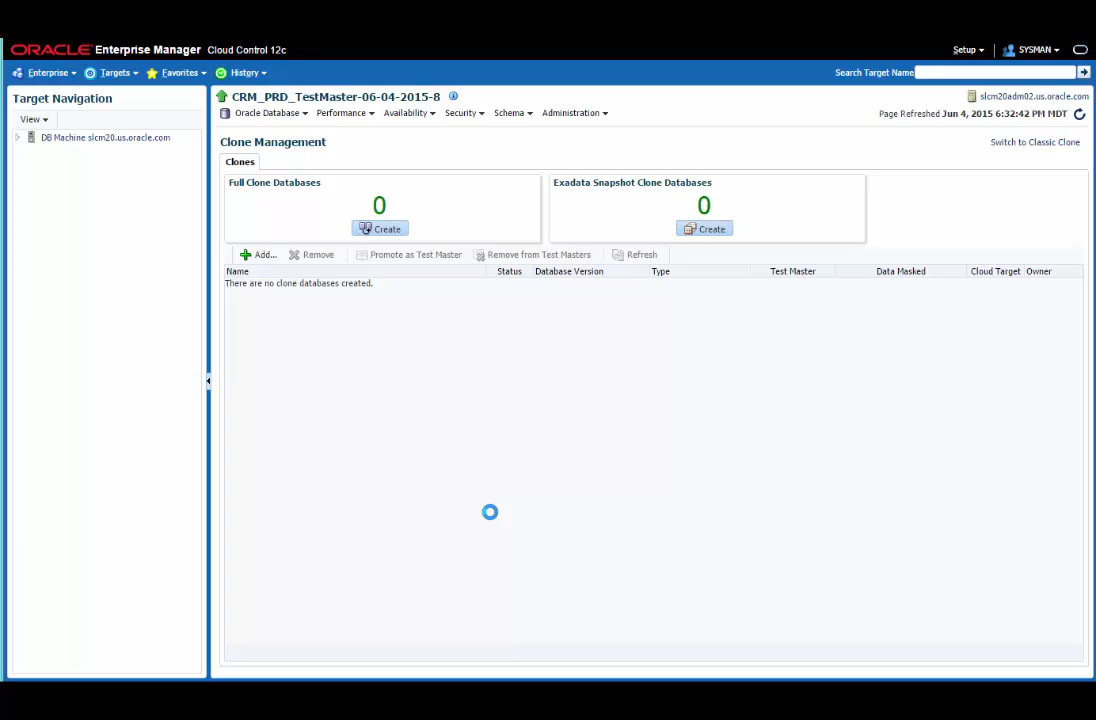 ORACLE Enterprise Manager Cloud Control 12c
Setup SYSMAN
Enterprise Targets Favorites History Search Target Name
Target Navigation
View
DB Machine slcm20.us.oracle.com
CRM_PRD_TestMaster-06-04-2015-8 slcm20adm02.us.oracle.com
Oracle Database Performance Availability Security Schema Administration Page Refreshed Jun 4, 2015 6:32:42 PM MDT
Clone Management Switch to Classic Clone
Clones
Full Clone Databases
0
Create
Exadata Snapshot Clone Databases
0
Create
Add... Remove Promote as Test Master Remove from Test Masters Refresh
Name Status Database Version Type Test Master Data Masked Cloud Target Owner
There are no clone databases created.